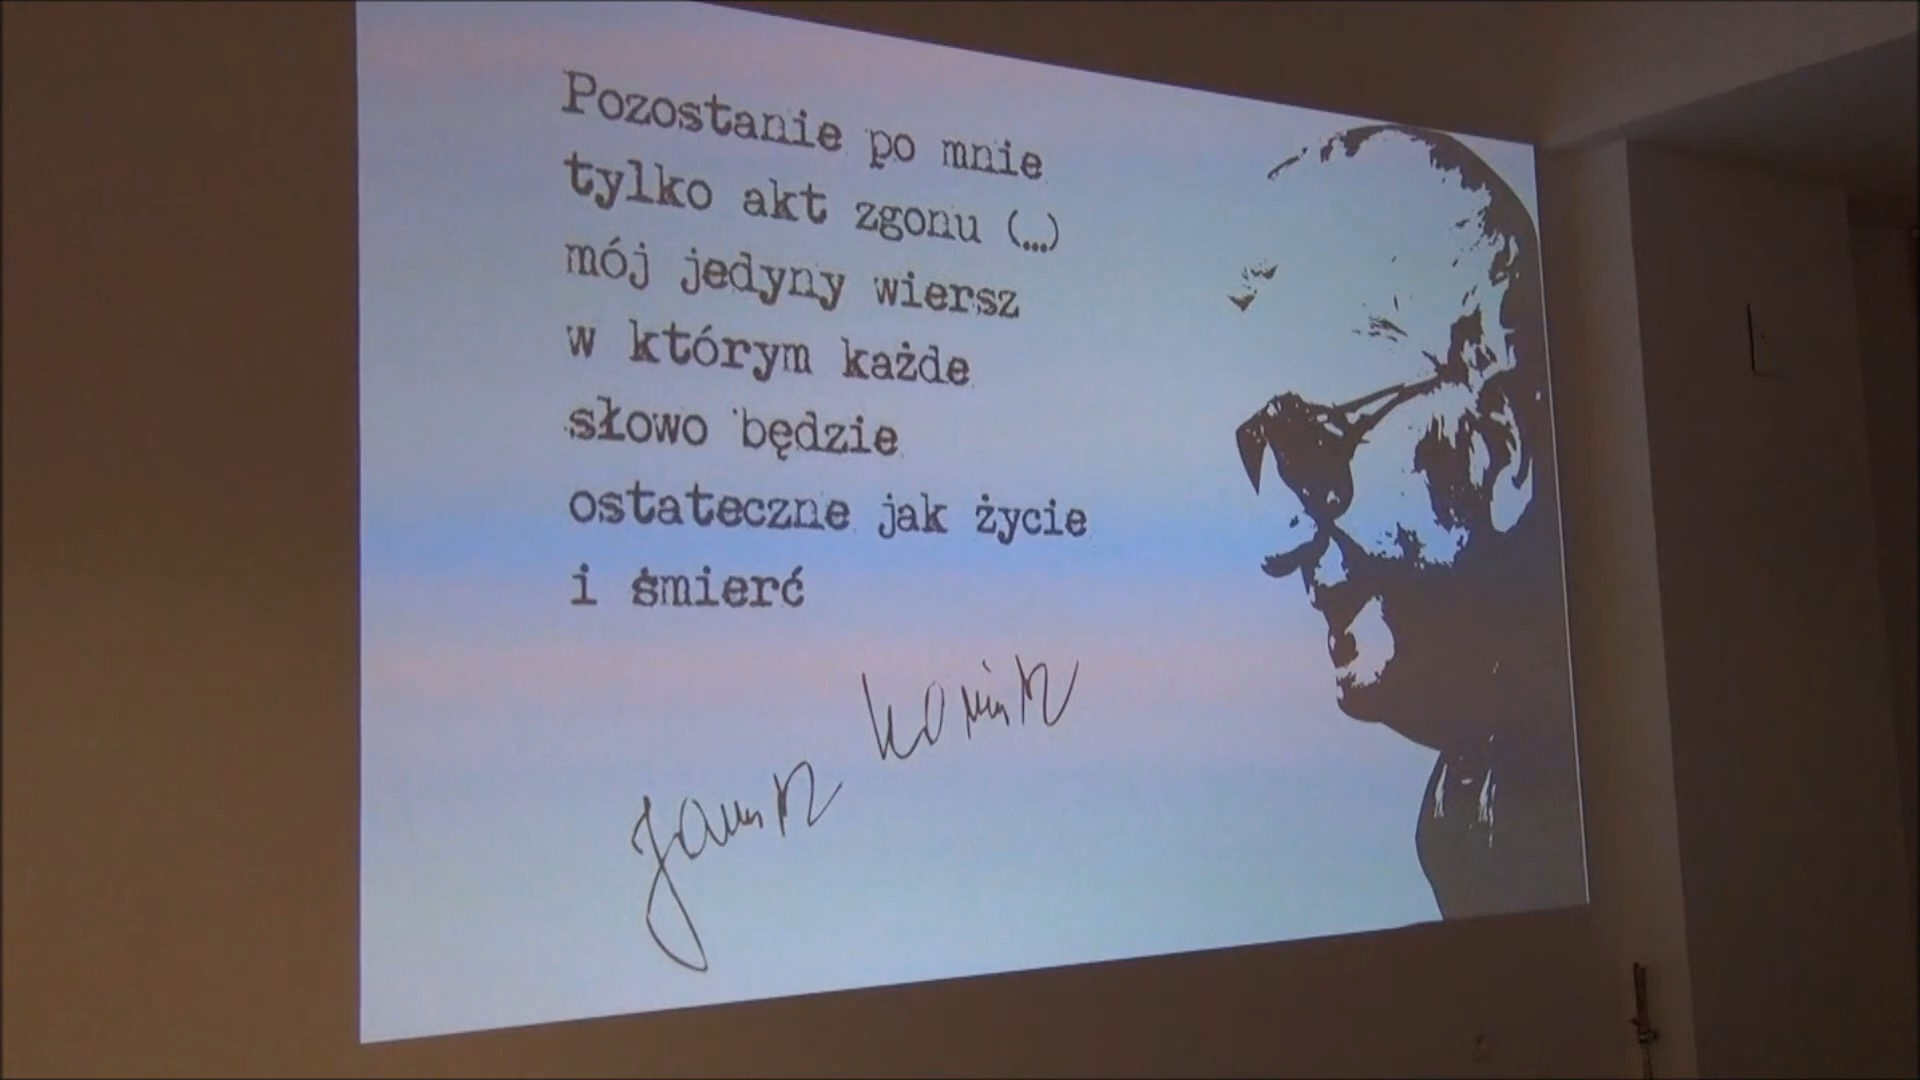 Pozostanie po mnie
tylko akt zgonu (...)
mój jedyny wiersz
w którym każde
słowo będzie
ostateczne jak życie
i śmierć